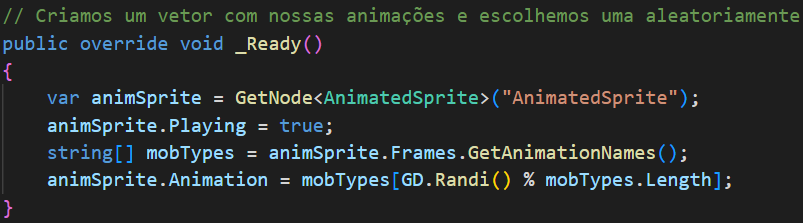 // Criamos um vetor com nossas animações e escolhemos uma aleatoriamente
public override void _Ready()
{
    var animSprite = GetNode<AnimatedSprite>("AnimatedSprite");
    animSprite.Playing = true;
    string[] mobTypes = animSprite.Frames.GetAnimationNames();
    animSprite.Animation = mobTypes[GD.Randi() % mobTypes.Length];
}